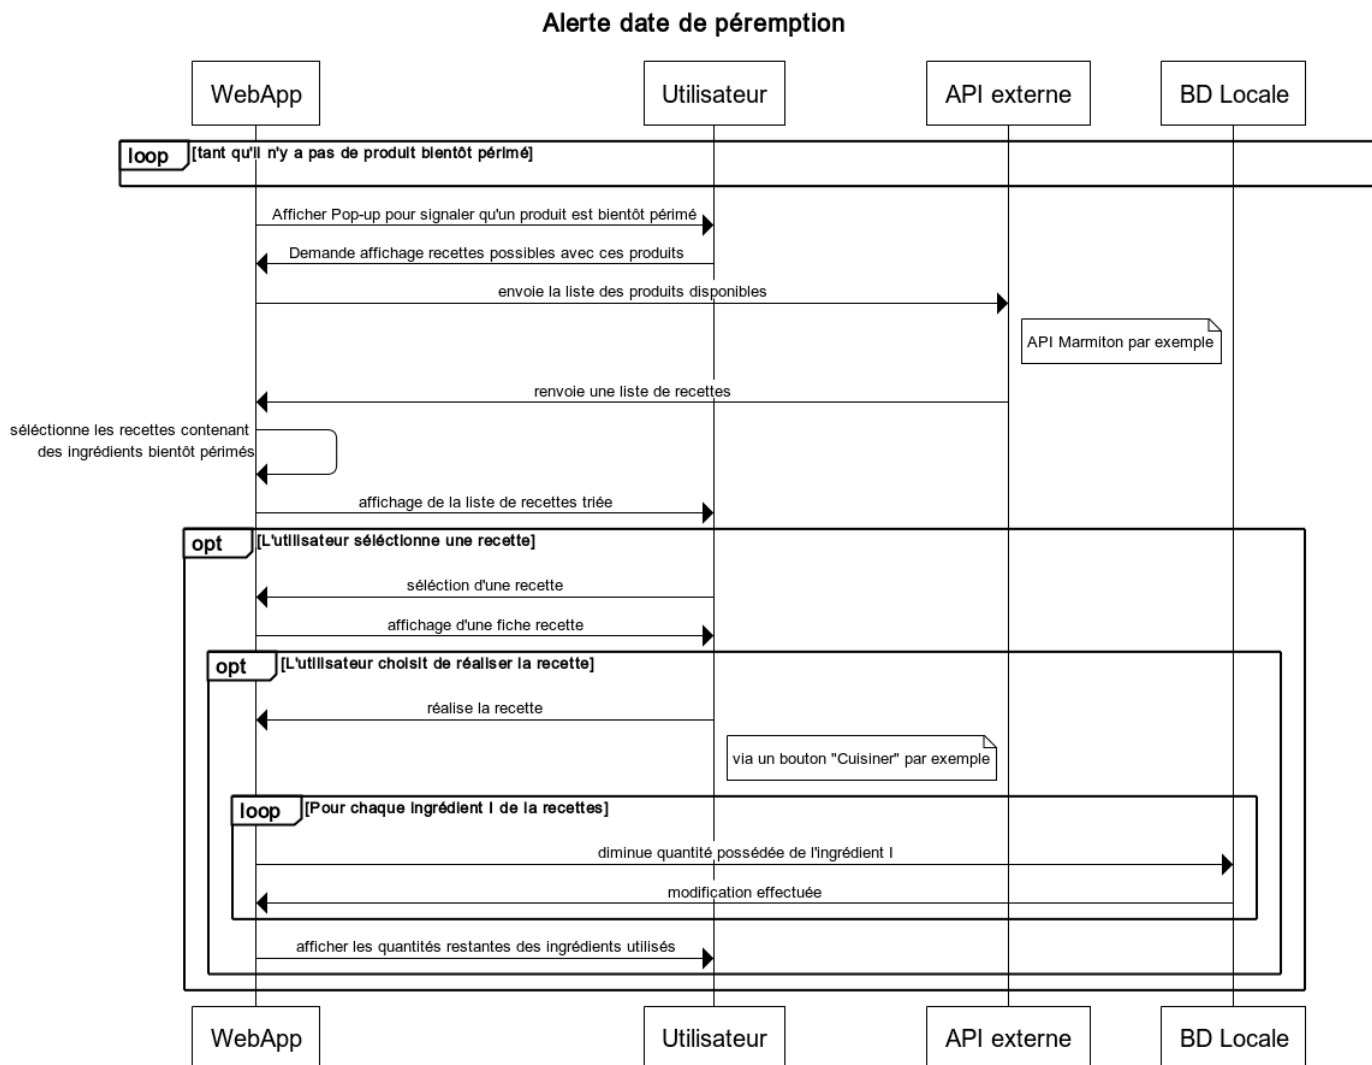 Alerte date de péremption
WebApp
Utilisateur
API externe
BD Locale
loop
[tant qu'il n'y a pas de produit bientôt périmé]
Afficher Pop-up pour signaler qu'un produit est bientôt périmé
Demande affichage recettes possibles avec ces produits
envoie la liste des produits disponibles
API Marmiton par exemple
renvoie une liste de recettes
séléctionne les recettes contenant
des ingrédients bientôt périmés
affichage de la liste de recettes triée
opt
[L'utilisateur séléctionne une recette]
séléction d'une recette
affichage d'une fiche recette
opt
[L'utilisateur choisit de réaliser la recette]
réalise la recette
via un bouton "Cuisiner" par exemple
loop
[Pour chaque ingrédient I de la recettes]
diminue quantité possédée de l'ingrédient I
modification effectuée
afficher les quantités restantes des ingrédients utilisés
WebApp
Utilisateur
API externe
BD Locale